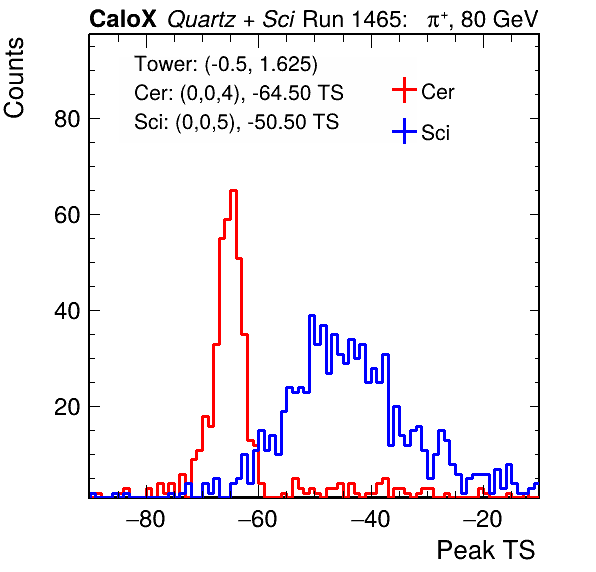 CaloX Quartz + Sci Run 1465: π⁺, 80 GeV
Counts
Tower: (-0.5, 1.625)
Cer: (0,0,4), -64.50 TS
Sci: (0,0,5), -50.50 TS
Cer
Sci
80
60
40
20
−80 −60 −40 −20
Peak TS